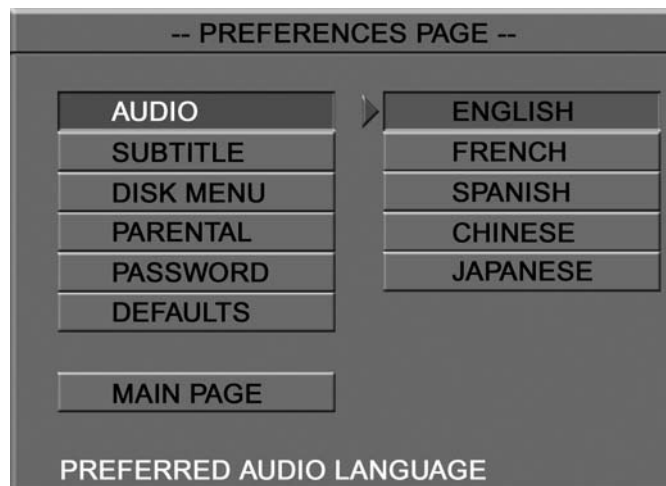 -- PREFERENCES PAGE --
AUDIO
SUBTITLE
DISK MENU
PARENTAL
PASSWORD
DEFAULTS
MAIN PAGE
ENGLISH
FRENCH
SPANISH
CHINESE
JAPANESE
PREFERRED AUDIO LANGUAGE